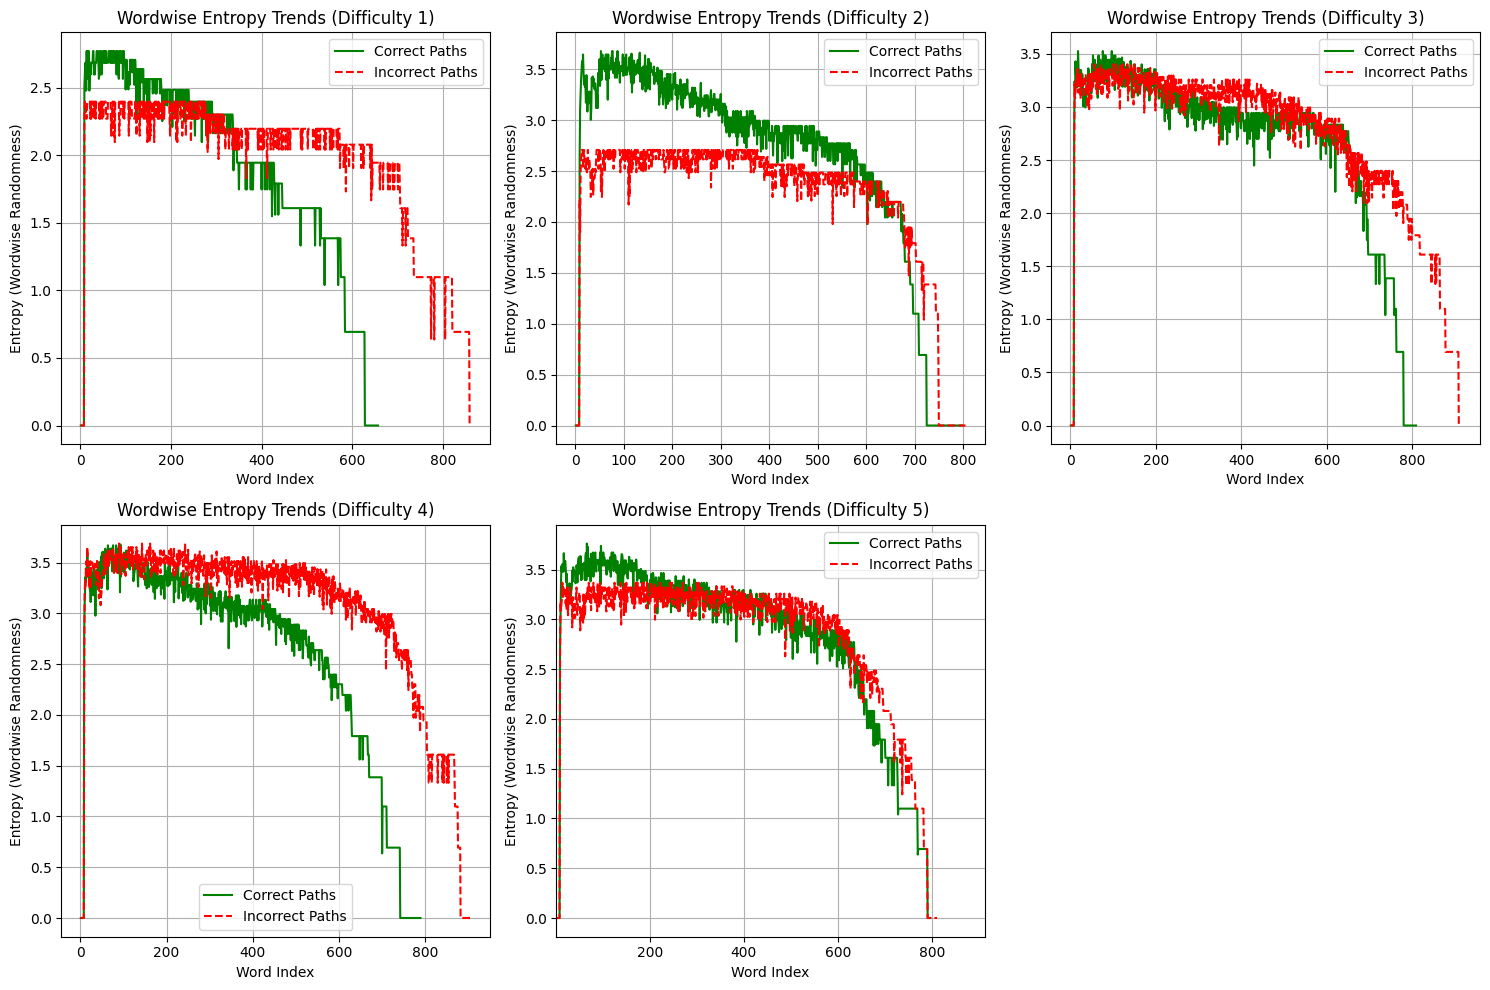 Wordwise Entropy Trends (Difficulty 1)
Correct Paths
Incorrect Paths
2.5
2.0
1.5
1.0
0.5
0.0
Entropy (Wordwise Randomness)
0 200 400 600 800
Word Index
Wordwise Entropy Trends (Difficulty 2)
Correct Paths
Incorrect Paths
3.5
3.0
2.5
2.0
1.5
1.0
0.5
0.0
Entropy (Wordwise Randomness)
0 100 200 300 400 500 600 700 800
Word Index
Wordwise Entropy Trends (Difficulty 3)
Correct Paths
Incorrect Paths
3.5
3.0
2.5
2.0
1.5
1.0
0.5
0.0
Entropy (Wordwise Randomness)
0 200 400 600 800
Word Index
Wordwise Entropy Trends (Difficulty 4)
3.5
3.0
2.5
2.0
1.5
1.0
0.5
0.0
Entropy (Wordwise Randomness)
Correct Paths
Incorrect Paths
0 200 400 600 800
Word Index
Wordwise Entropy Trends (Difficulty 5)
Correct Paths
Incorrect Paths
3.5
3.0
2.5
2.0
1.5
1.0
0.5
0.0
Entropy (Wordwise Randomness)
200 400 600 800
Word Index